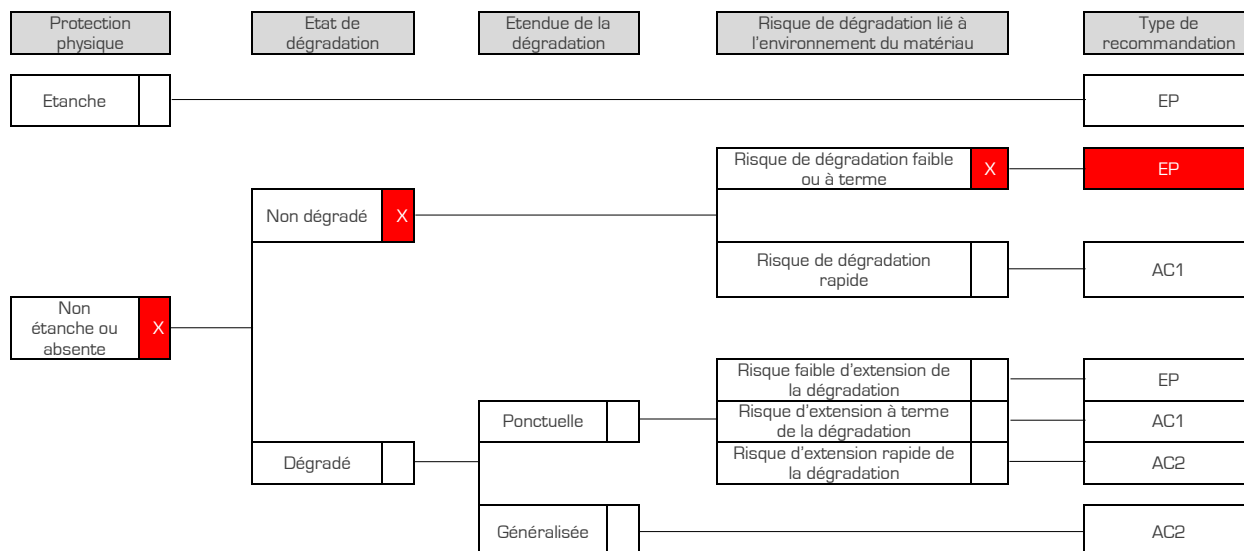 Protection
physique
Etat de
dégradation
Etendue de la
dégradation
Risque de dégradation lié à
l'environnement du matériau
Type de
recommandation
Etanche
EP
Risque de dégradation faible
ou à terme
X
EP
Non dégradé
X
Risque de dégradation
rapide
AC1
Non
étanche ou
absente
X
Risque faible d'extension de
la dégradation
EP
Ponctuelle
Risque d'extension à terme
de la dégradation
AC1
Dégradé
Risque d'extension rapide de
la dégradation
AC2
Généralisée
AC2